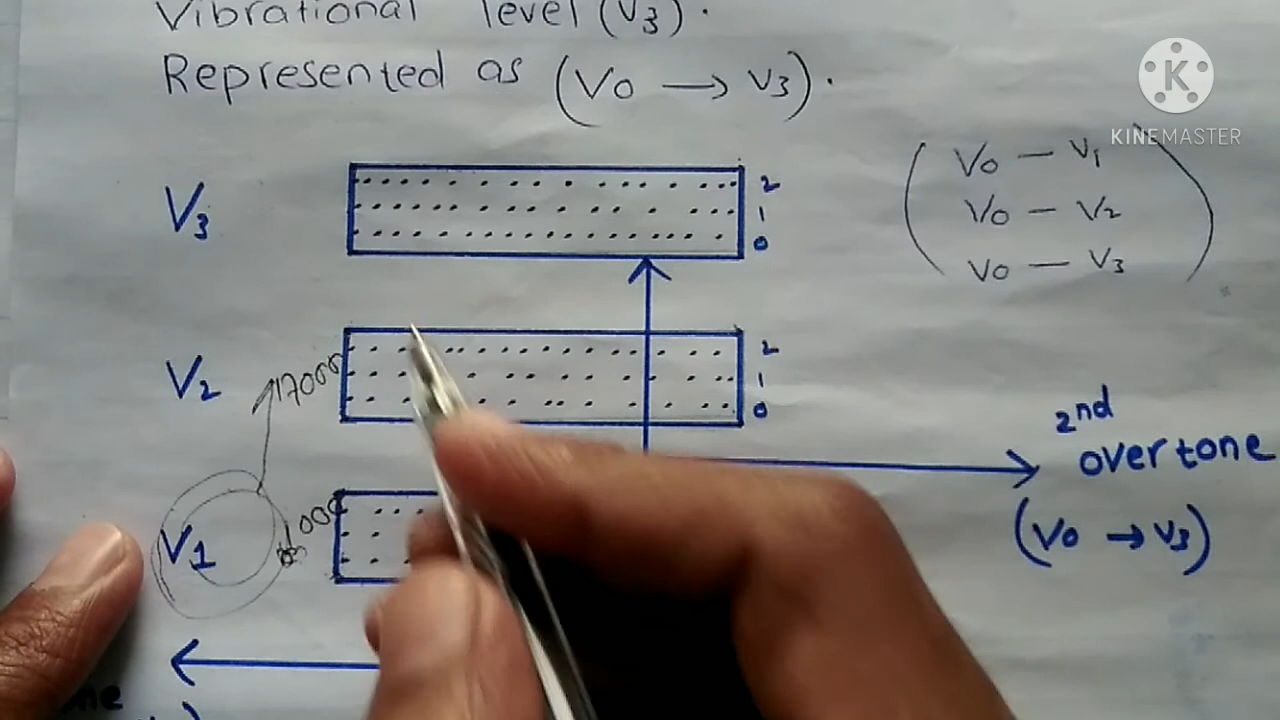 Vibrational level (V3).
Represented as (V0 → V3).
KINEMASTER
V0 — V1
V0 — V2
V0 — V3
V3
2
1
0
V2
17000
2
1
0
2nd
overtone
(V0 → V3)
V1